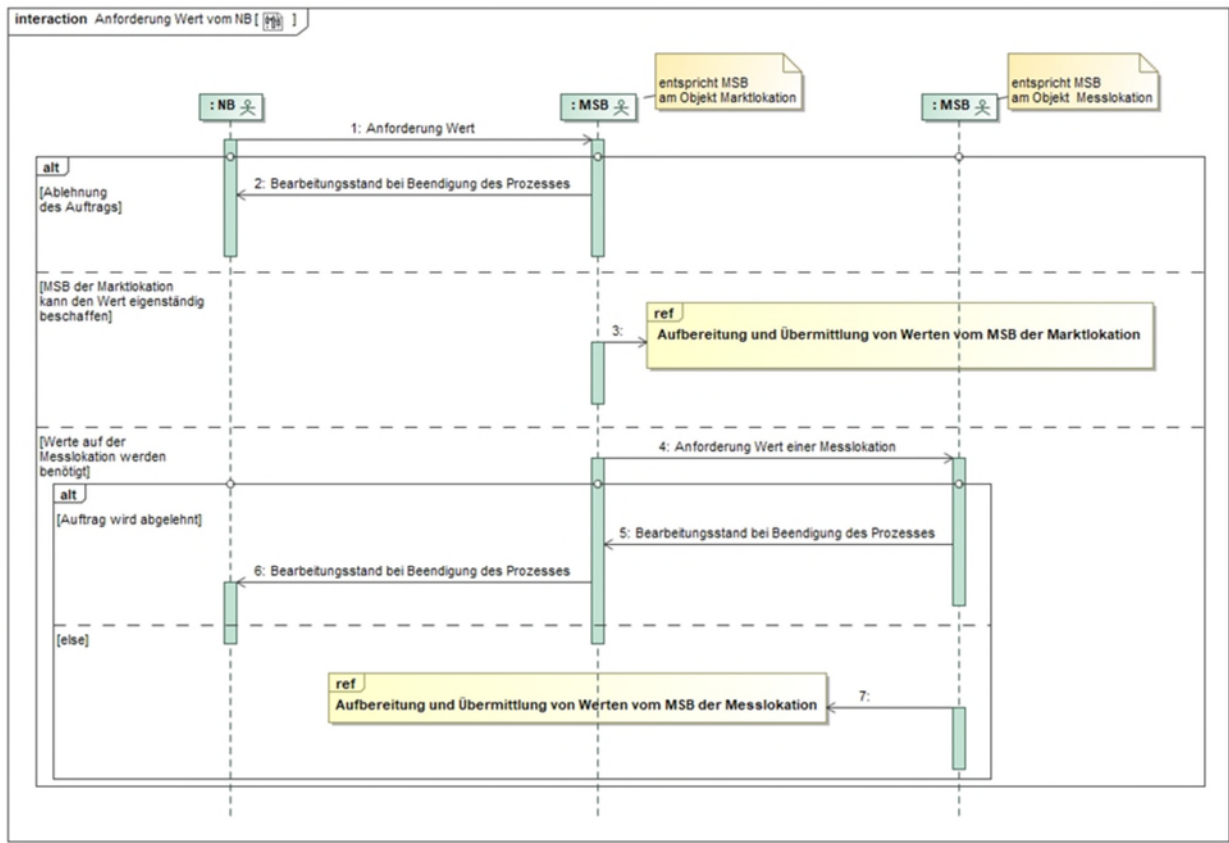 interaction Anforderung Wert vom NB [ ]
entspricht MSB
am Objekt Marktlokation
entspricht MSB
am Objekt Messlokation
: NB
: MSB
: MSB
1: Anforderung Wert
alt
[Ablehnung
des Auftrags]
2: Bearbeitungsstand bei Beendigung des Prozesses
[MSB der Marktlokation
kann den Wert eigenständig
beschaffen]
ref
3:
Aufbereitung und Übermittlung von Werten vom MSB der Marktlokation
[Werte auf der
Messlokation werden
benötigt]
4: Anforderung Wert einer Messlokation
alt
[Auftrag wird abgelehnt]
5: Bearbeitungsstand bei Beendigung des Prozesses
6: Bearbeitungsstand bei Beendigung des Prozesses
[else]
ref
Aufbereitung und Übermittlung von Werten vom MSB der Messlokation
7: